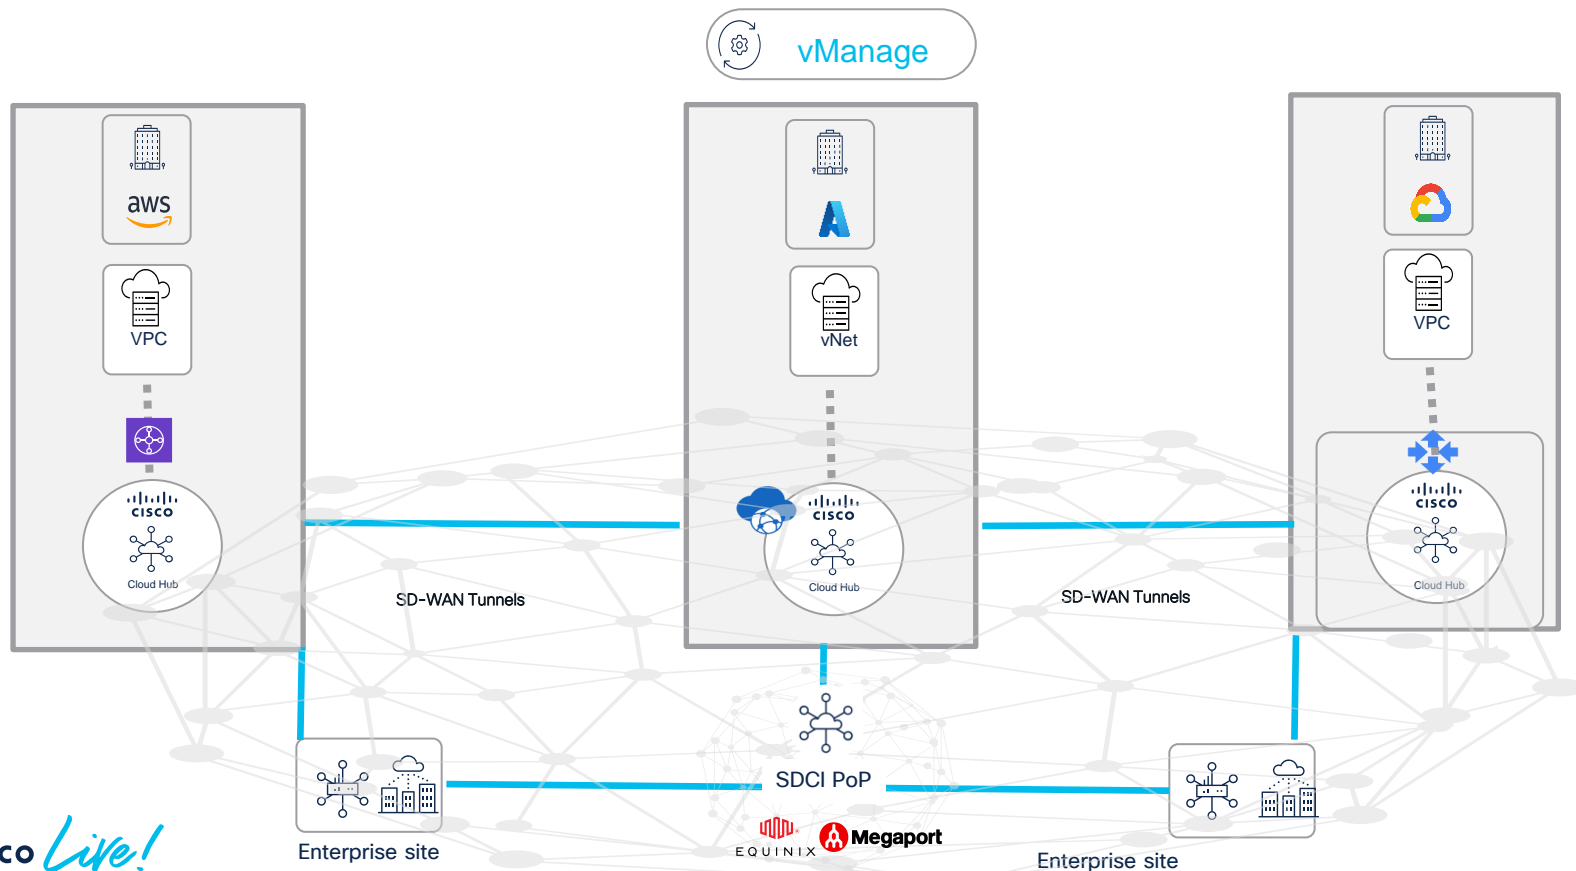 vManage
aws
VPC
CISCO
Cloud Hub
vNet
CISCO
Cloud Hub
VPC
CISCO
Cloud Hub
SD-WAN Tunnels
SD-WAN Tunnels
SDCI PoP
EQUINIX
Megaport
Enterprise site
Enterprise site
co Live!